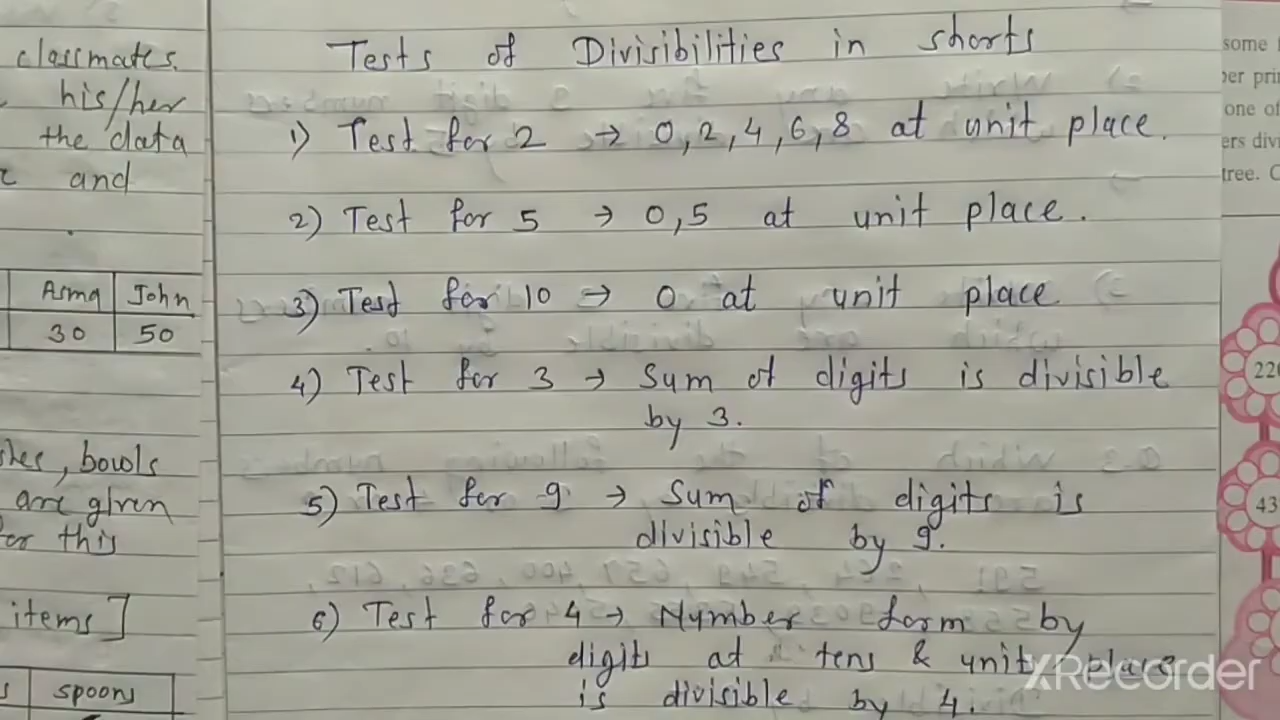 classmates.
his/her
the data
and
Asma John
30 50
bowls
are given
for this
items]
spoons
Tests of Divisibilities in shorts
1) Test for 2 → 0,2,4,6,8 at unit place.
2) Test for 5 → 0,5 at unit place.
3) Test for 10 → 0 at unit place
4) Test for 3 → Sum of digits is divisible
by 3.
5) Test for 9 → Sum of digits is
divisible by 9.
6) Test for 4 → Number form by
digits at tens & unit place
is divisible by 4.
some
one of
tree.
220
43
XRecorder